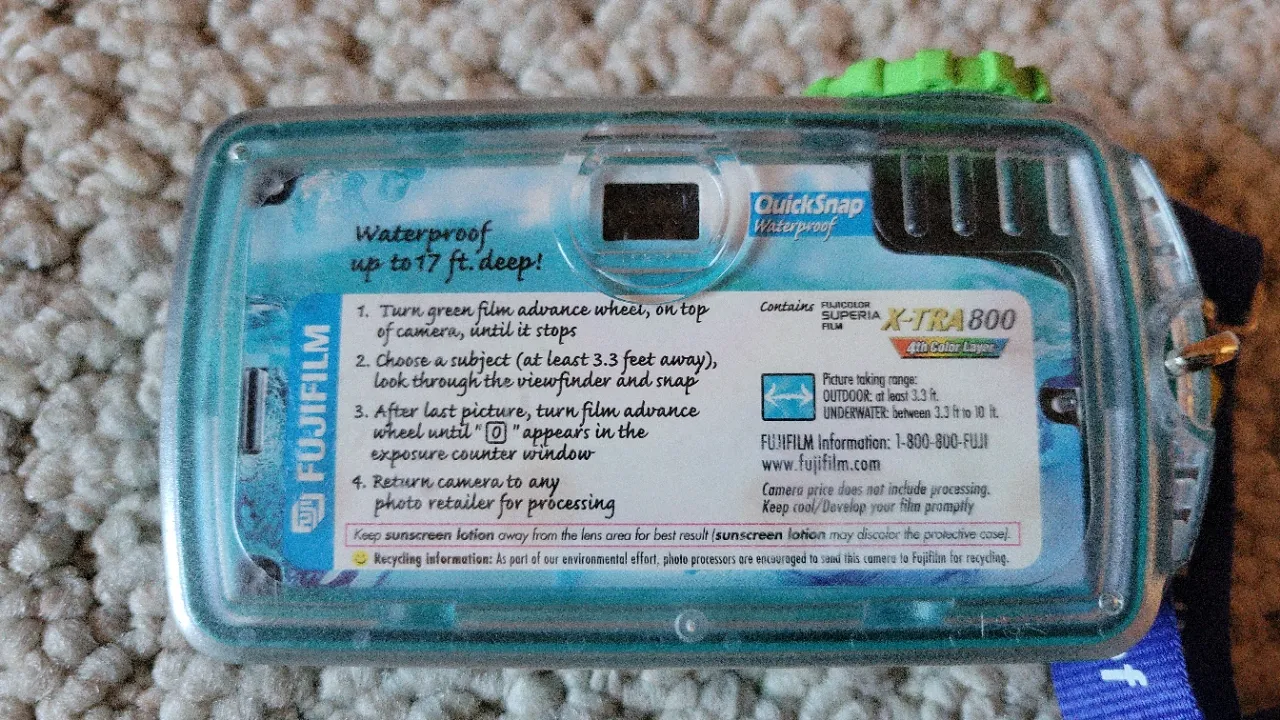 Waterproof
up to 17 ft. deep!
QuickSnap
Waterproof
FUJIFILM
FUJI
1. Turn green film advance wheel, on top
of camera, until it stops
2. Choose a subject (at least 3.3 feet away),
look through the viewfinder and snap
3. After last picture, turn film advance
wheel until "0" appears in the
exposure counter window
4. Return camera to any
photo retailer for processing
Contains FUJICOLOR SUPERIA FILM X-TRA 800
4th Color Layer
Picture taking range:
OUTDOOR: at least 3.3 ft.
UNDERWATER: between 3.3 ft to 10 ft.
FUJIFILM Information: 1-800-800-FUJI
www.fujifilm.com
Camera price does not include processing.
Keep cool/Develop your film promptly
Keep sunscreen lotion away from the lens area for best result (sunscreen lotion may discolor the protective case).
Recycling information: As part of our environmental effort, photo processors are encouraged to send this camera to Fujifilm for recycling.
f